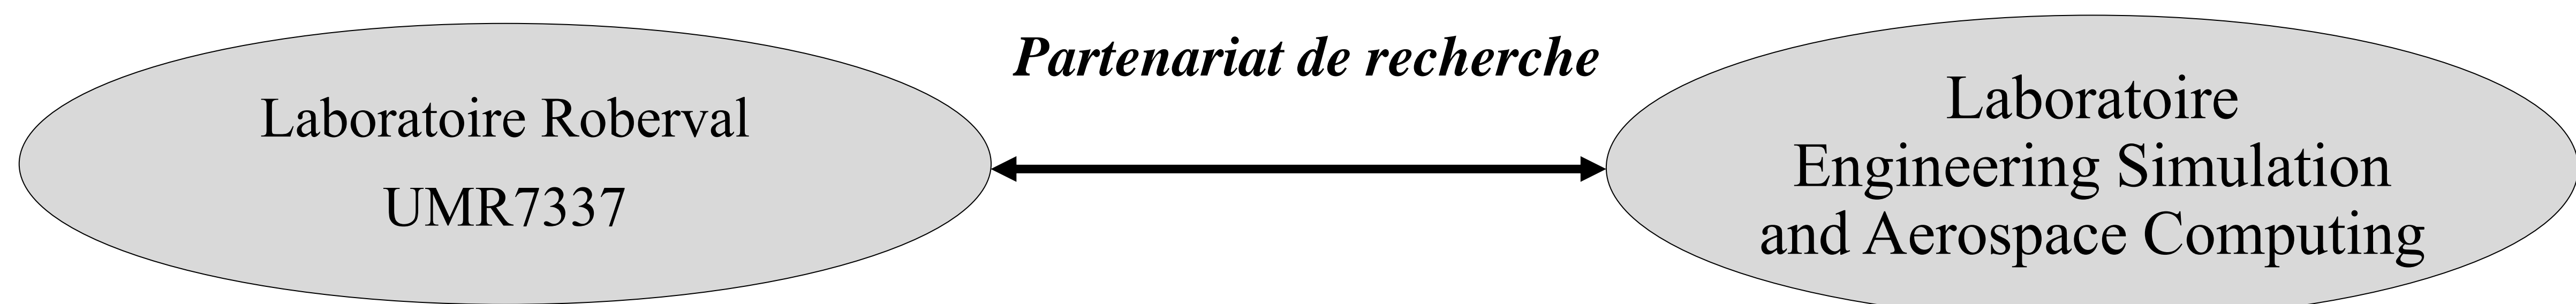 Laboratoire Roberval
UMR7337
Partenariat de recherche
Laboratoire
Engineering Simulation
and Aerospace Computing